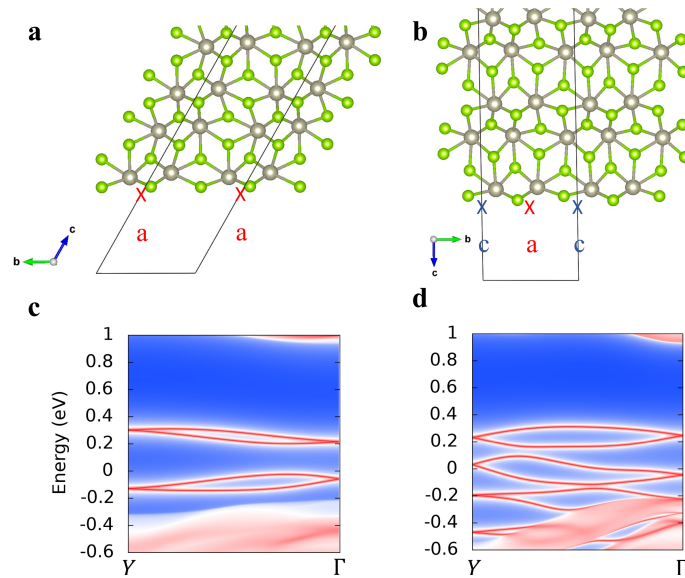 a
b
X X
a a
c
b
X X X
c a c
b
c
c
d
Energy (eV)
1
0.8
0.6
0.4
0.2
0
-0.2
-0.4
-0.6
Y Γ
1
0.8
0.6
0.4
0.2
0
-0.2
-0.4
-0.6
Y Γ